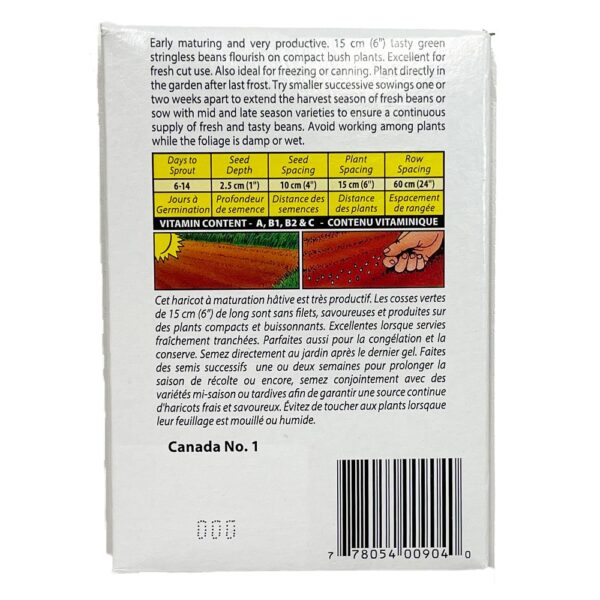 Early maturing and very productive. 15 cm (6") tasty green
stringless beans flourish on compact bush plants. Excellent for
fresh cut use. Also ideal for freezing or canning. Plant directly in
the garden after last frost. Try smaller successive sowings one or
two weeks apart to extend the harvest season of fresh beans or
sow with mid and late season varieties to ensure a continuous
supply of fresh and tasty beans. Avoid working among plants
while the foliage is damp or wet.
Days to Sprout Seed Depth Seed Spacing Plant Spacing Row Spacing
6-14 2.5 cm (1") 10 cm (4") 15 cm (6") 60 cm (24")
Jours à Germination Profondeur de semence Distance des semences Distance des plants Espacement de rangée
VITAMIN CONTENT - A, B1, B2 & C - CONTENU VITAMINIQUE
Cet haricot à maturation hâtive est très productif. Les cosses vertes
de 15 cm (6") de long sont sans filets, savoureuses et produites sur
des plants compacts et buissonnants. Excellentes lorsque servies
fraîchement tranchées. Parfaites aussi pour la congélation et la
conserve. Semez directement au jardin après le dernier gel. Faites
des semis successifs une ou deux semaines pour prolonger la
saison de récolte ou encore, semez conjointement avec des
variétés mi-saison ou tardives afin de garantir une source continue
d'haricots frais et savoureux. Évitez de toucher aux plants lorsque
leur feuillage est mouillé ou humide.
Canada No. 1
000
7 78054 00904 0